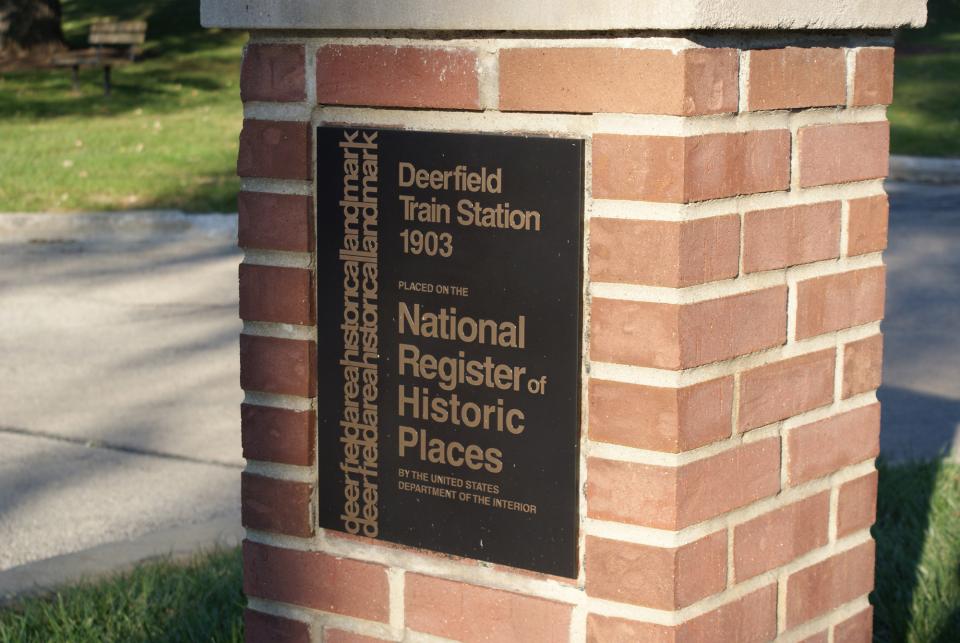 deerfieldareahistoricallandmark
deerfieldareahistoricallandmark
Deerfield
Train Station
1903
PLACED ON THE
National
Register of
Historic
Places
BY THE UNITED STATES
DEPARTMENT OF THE INTERIOR